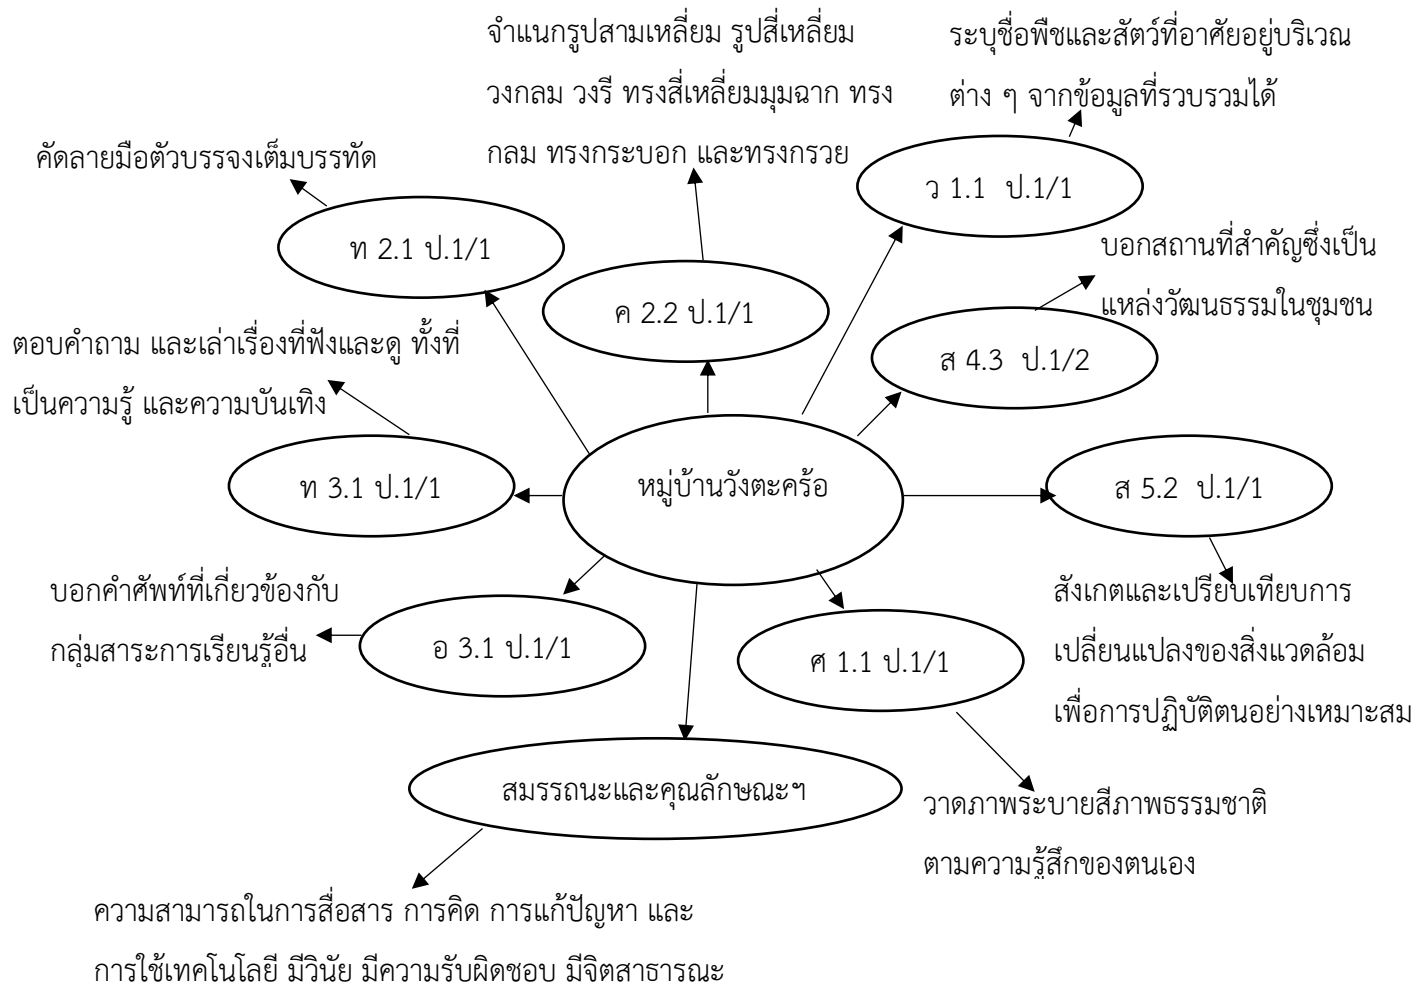 จำแนกรูปสามเหลี่ยม รูปสี่เหลี่ยม
วงกลม วงรี ทรงสี่เหลี่ยมมุมฉาก ทรง
กลม ทรงกระบอก และทรงกรวย
ระบุชื่อพืชและสัตว์ที่อาศัยอยู่บริเวณ
ต่าง ๆ จากข้อมูลที่รวบรวมได้
คัดลายมือตัวบรรจงเต็มบรรทัด
ว 1.1 ป.1/1
ท 2.1 ป.1/1
บอกสถานที่สำคัญซึ่งเป็น
แหล่งวัฒนธรรมในชุมชน
ค 2.2 ป.1/1
ตอบคำถาม และเล่าเรื่องที่ฟังและดู ทั้งที่
เป็นความรู้ และความบันเทิง
ส 4.3 ป.1/2
ท 3.1 ป.1/1
หมู่บ้านวังตะคร้อ
ส 5.2 ป.1/1
บอกคำศัพท์ที่เกี่ยวข้องกับ
กลุ่มสาระการเรียนรู้อื่น
อ 3.1 ป.1/1
ศ 1.1 ป.1/1
สังเกตและเปรียบเทียบการ
เปลี่ยนแปลงของสิ่งแวดล้อม
เพื่อการปฏิบัติตนอย่างเหมาะสม
สมรรถนะและคุณลักษณะฯ
วาดภาพระบายสีภาพธรรมชาติ
ตามความรู้สึกของตนเอง
ความสามารถในการสื่อสาร การคิด การแก้ปัญหา และ
การใช้เทคโนโลยี มีวินัย มีความรับผิดชอบ มีจิตสาธารณะ